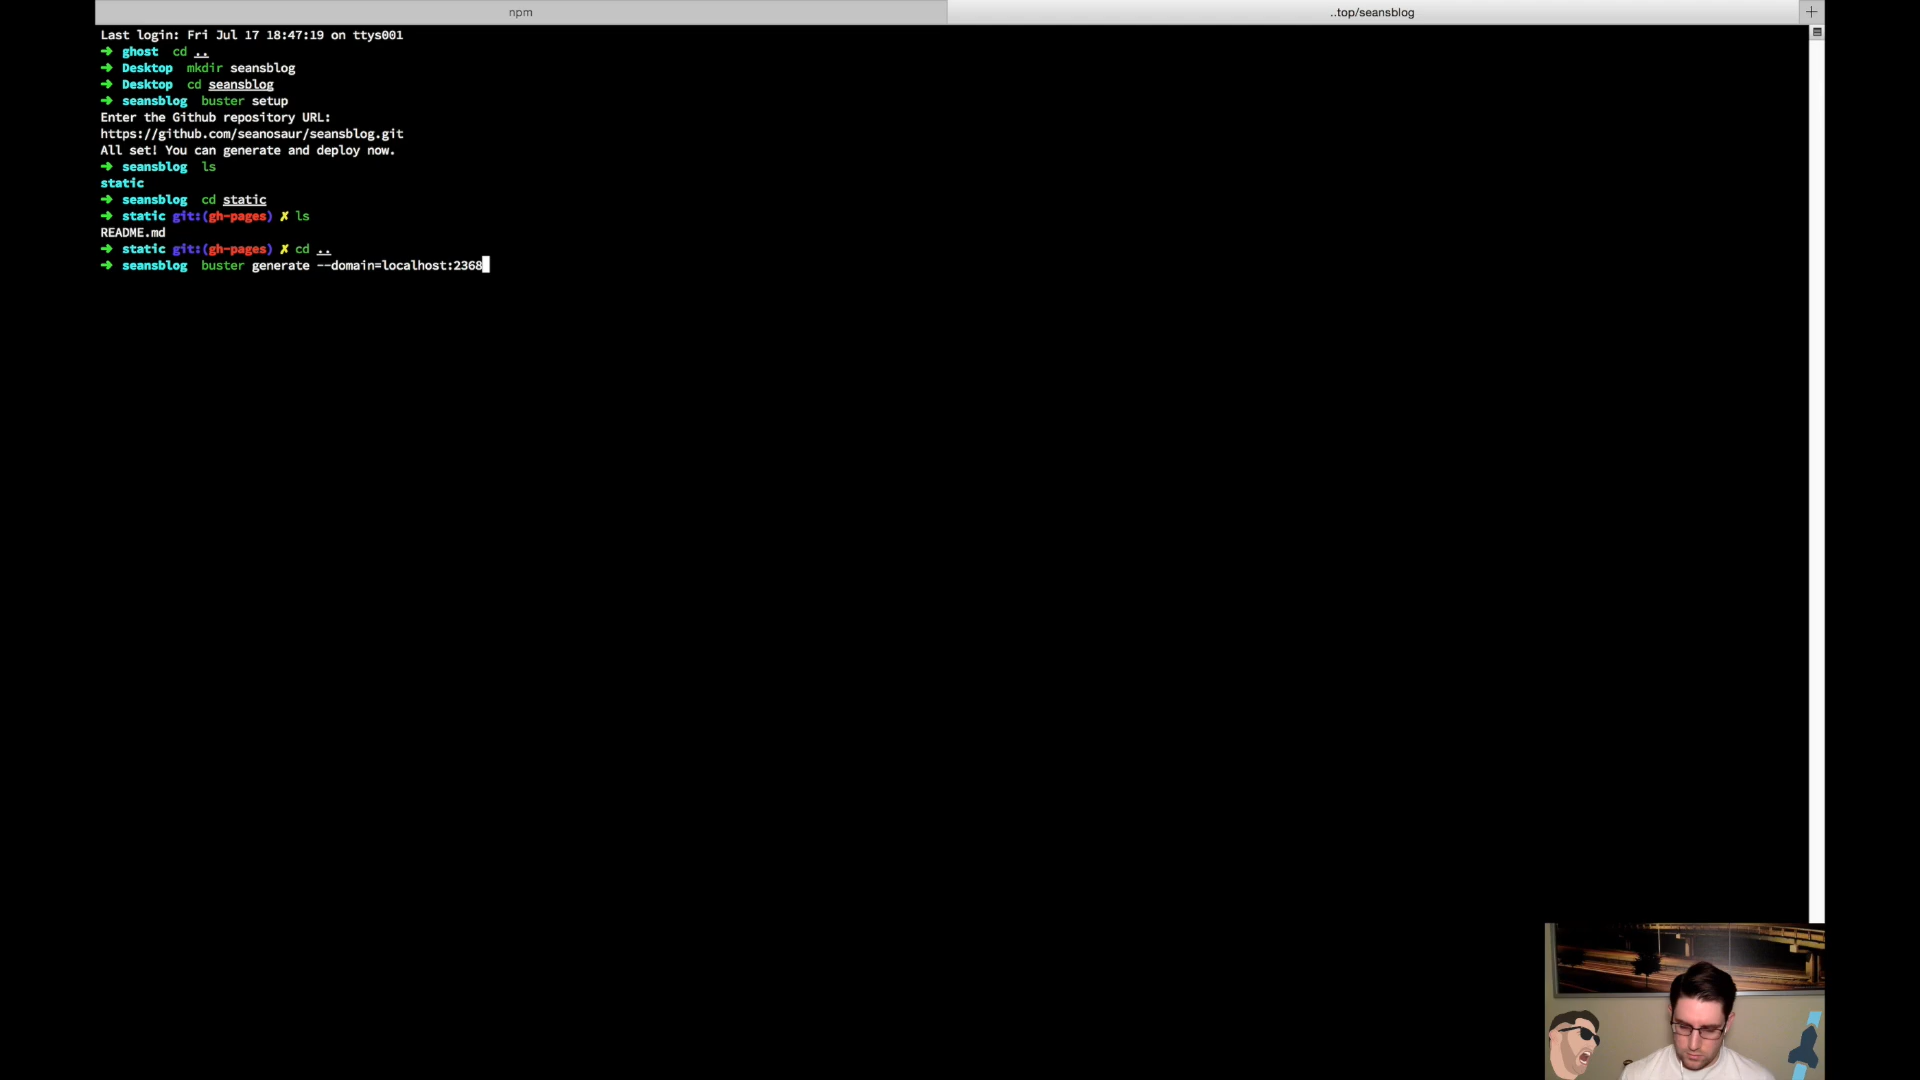 npm
..top/seansblog
Last login: Fri Jul 17 18:47:19 on ttys001
➜ ghost cd ..
➜ Desktop mkdir seansblog
➜ Desktop cd seansblog
➜ seansblog buster setup
Enter the Github repository URL:
https://github.com/seanosaur/seansblog.git
All set! You can generate and deploy now.
➜ seansblog ls
static
➜ seansblog cd static
➜ static git:(gh-pages) ✗ ls
README.md
➜ static git:(gh-pages) ✗ cd ..
➜ seansblog buster generate --domain=localhost:2368